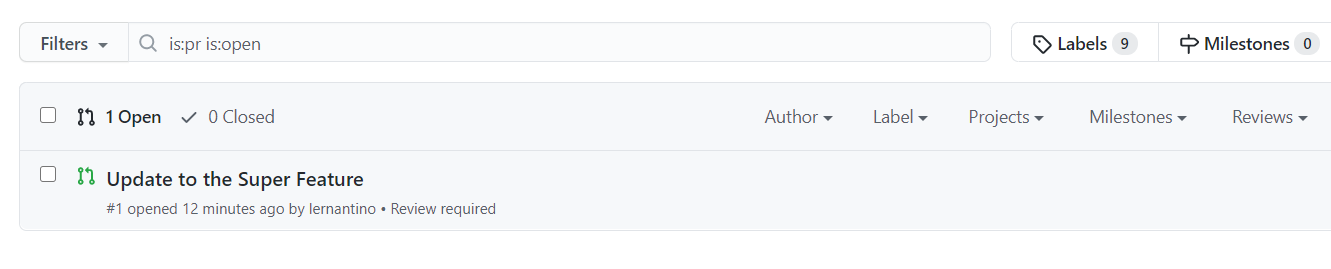 Filters is:pr is:open Labels 9 Milestones 0
1 Open 0 Closed Author Label Projects Milestones Reviews
Update to the Super Feature
#1 opened 12 minutes ago by lernantino • Review required